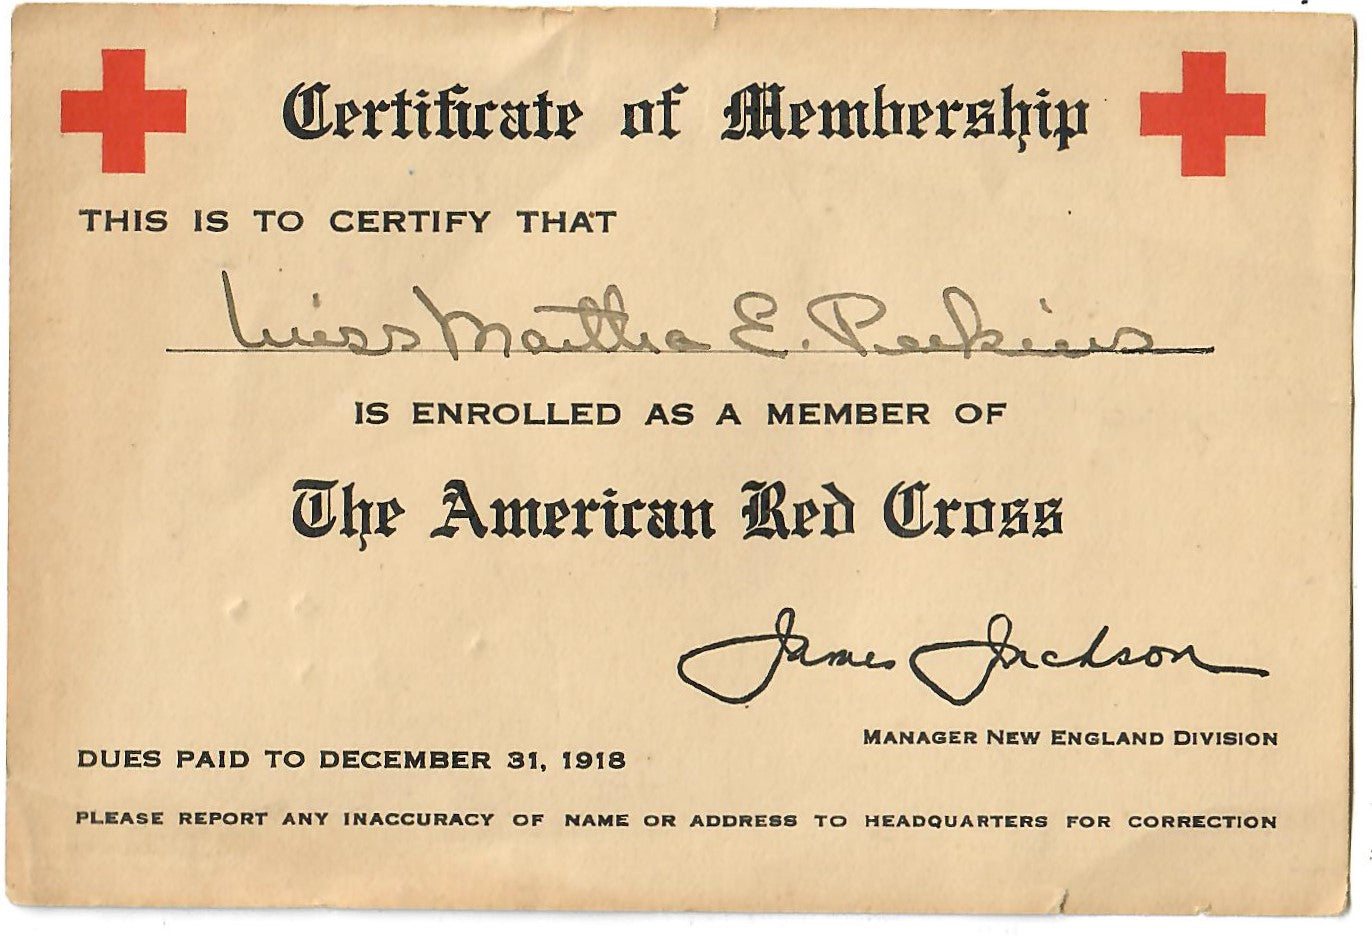 Certificate of Membership
THIS IS TO CERTIFY THAT
Miss Martha E. Perkins
IS ENROLLED AS A MEMBER OF
The American Red Cross
James Jackson
MANAGER NEW ENGLAND DIVISION
DUES PAID TO DECEMBER 31, 1918
PLEASE REPORT ANY INACCURACY OF NAME OR ADDRESS TO HEADQUARTERS FOR CORRECTION